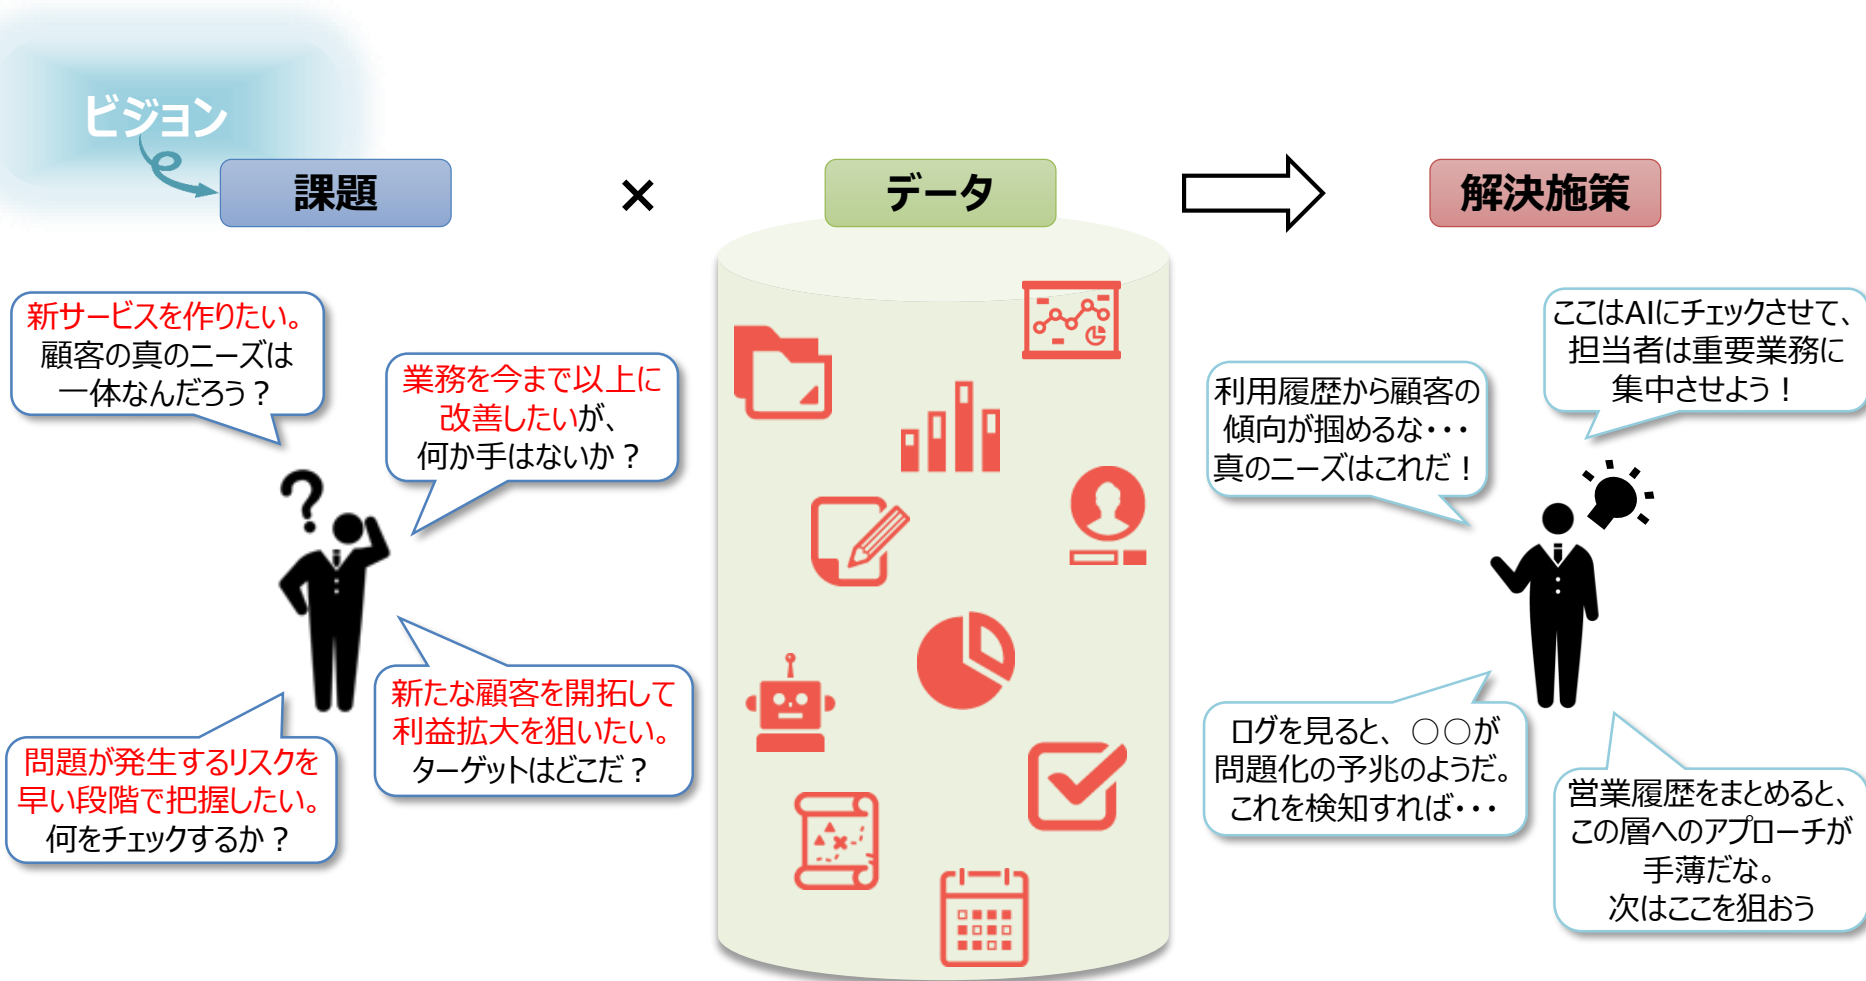 ビジョン
課題
×
データ
解決施策
新サービスを作りたい。
顧客の真のニーズは
一体なんだろう？
業務を今まで以上に
改善したいが、
何か手はないか？
問題が発生するリスクを
早い段階で把握したい。
何をチェックするか？
新たな顧客を開拓して
利益拡大を狙いたい。
ターゲットはどこだ？
利用履歴から顧客の
傾向が掴めるな・・・
真のニーズはこれだ！
ここはAIにチェックさせて、
担当者は重要業務に
集中させよう！
ログを見ると、〇〇が
問題化の予兆のようだ。
これを検知すれば・・・
営業履歴をまとめると、
この層へのアプローチが
手薄だな。
次はここを狙おう